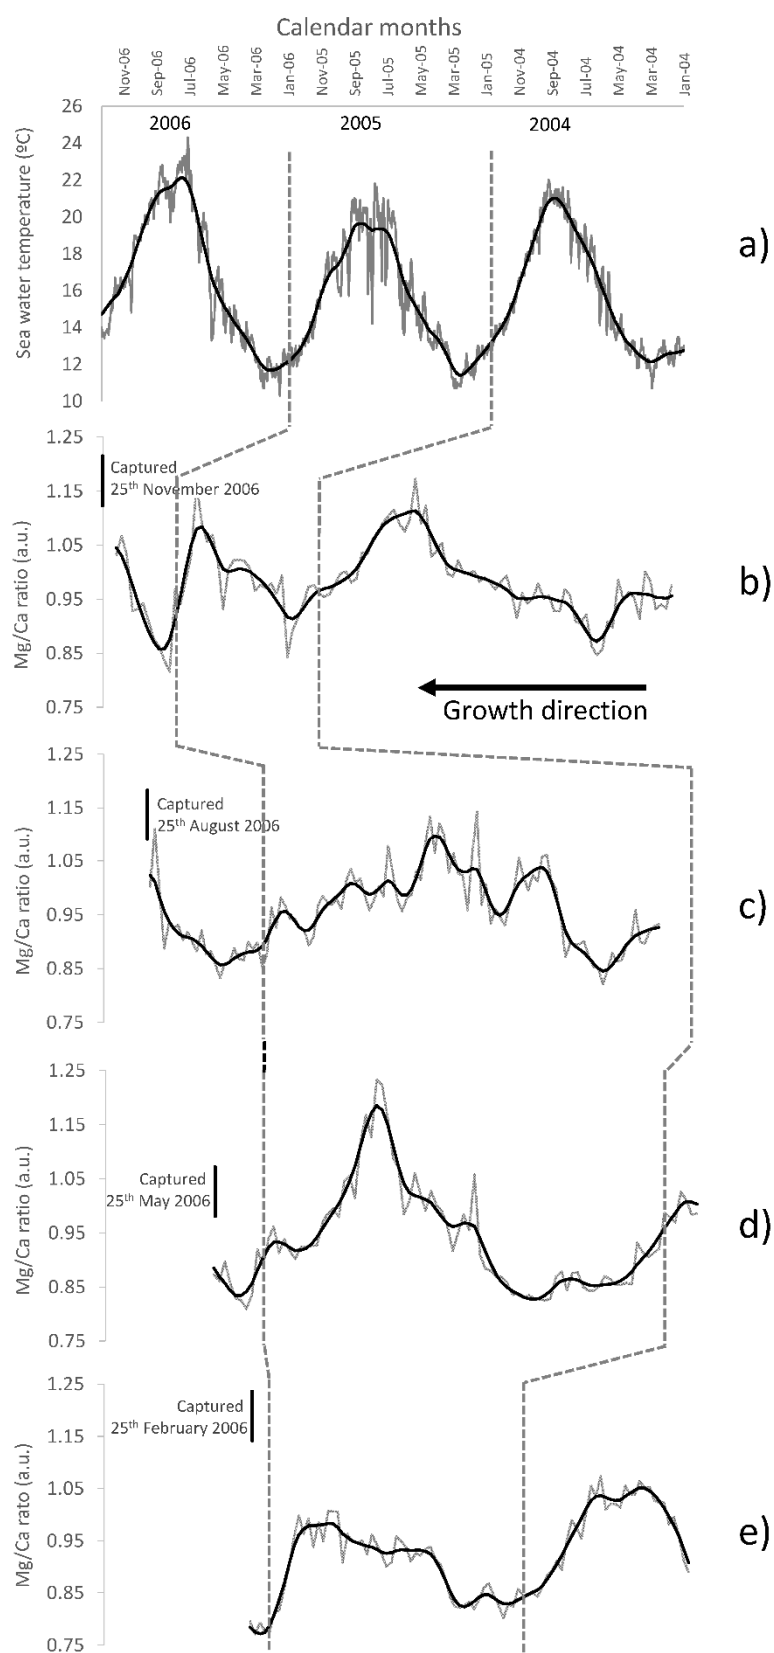 Calendar months
Nov-06
Sep-06
Jul-06
May-06
Mar-06
Jan-06
Nov-05
Sep-05
Jul-05
May-05
Mar-05
Jan-05
Nov-04
Sep-04
Jul-04
May-04
Mar-04
Jan-04
26
24
22
20
18
16
14
12
10
Sea water temperature (ºC)
2006
2005
2004
a)
1.25
1.15
1.05
0.95
0.85
0.75
Mg/Ca ratio (a.u.)
Captured
25th November 2006
Growth direction
b)
1.25
1.15
1.05
0.95
0.85
0.75
Mg/Ca ratio (a.u.)
Captured
25th August 2006
c)
1.25
1.15
1.05
0.95
0.85
0.75
Mg/Ca ratio (a.u.)
Captured
25th May 2006
d)
1.25
1.15
1.05
0.95
0.85
0.75
Mg/Ca rato (a.u.)
Captured
25th February 2006
e)